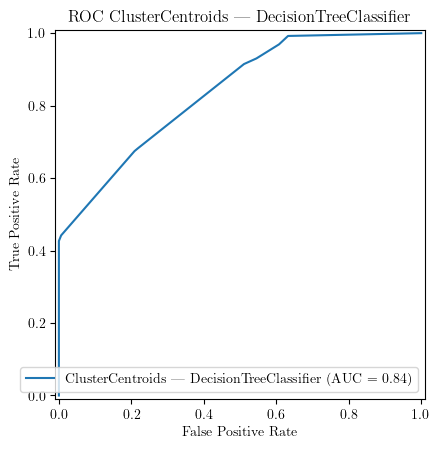 ROC ClusterCentroids — DecisionTreeClassifier
1.0
0.8
0.6
0.4
0.2
0.0
True Positive Rate
ClusterCentroids — DecisionTreeClassifier (AUC = 0.84)
0.0 0.2 0.4 0.6 0.8 1.0
False Positive Rate